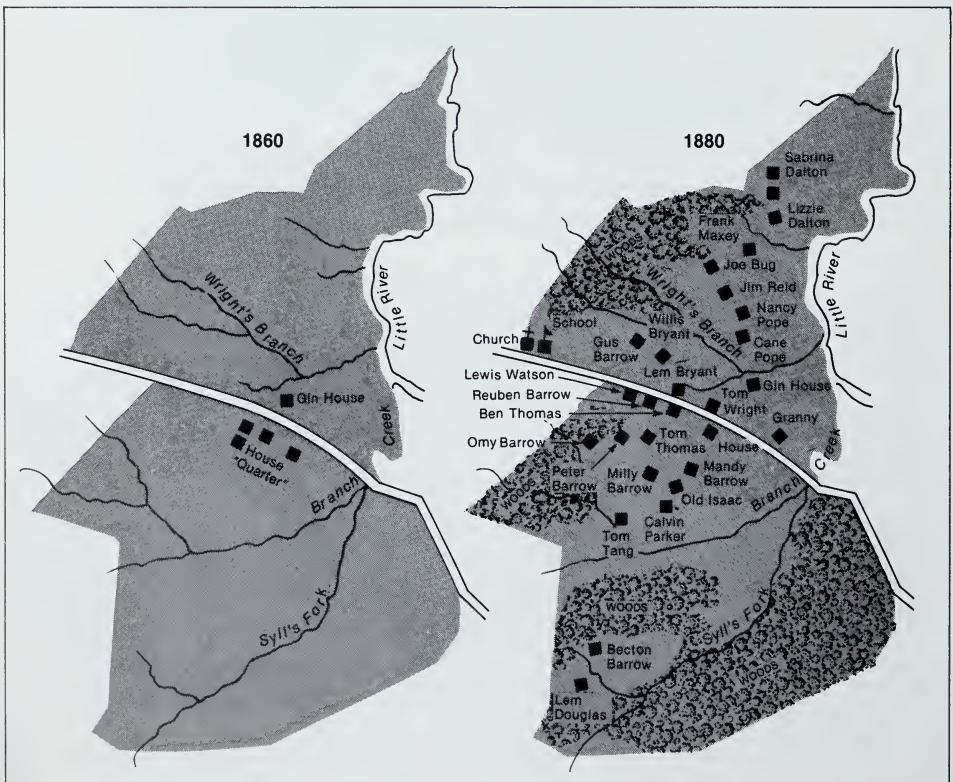 1860
Wright's Branch
Little River
Gin House
Creek
House
"Quarter"
Branch
Syll's Fork
1880
Sabrina
Dalton
Lizzie
Dalton
Frank
Maxey
Joe Bug
Jim Reid
Nancy
Pope
Cane
Pope
woods
Wright's Branch
Little River
School
Church
Willis
Bryant
Gus
Barrow
Lem Bryant
Lewis Watson
Reuben Barrow
Ben Thomas
Tom
Wright
Gin House
Granny
Creek
House
Omy Barrow
Peter
Barrow
Tom
Thomas
Milly
Barrow
Mandy
Barrow
Old Isaac
Calvin
Parker
Tom
Tang
Branch
woods
woods
Syll's Fork
woods
Becton
Barrow
Lem
Douglas